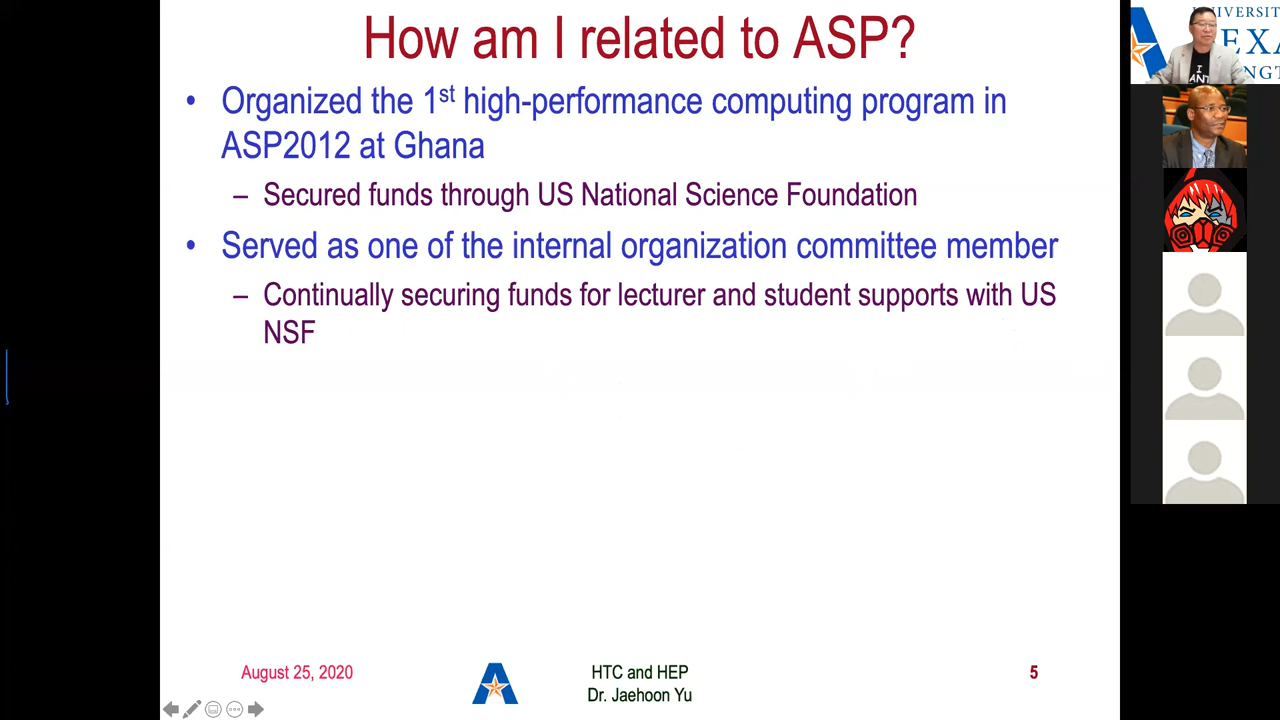 How am I related to ASP?
• Organized the 1st high-performance computing program in
ASP2012 at Ghana
– Secured funds through US National Science Foundation
• Served as one of the internal organization committee member
– Continually securing funds for lecturer and student supports with US
NSF
August 25, 2020
HTC and HEP
Dr. Jaehoon Yu
5